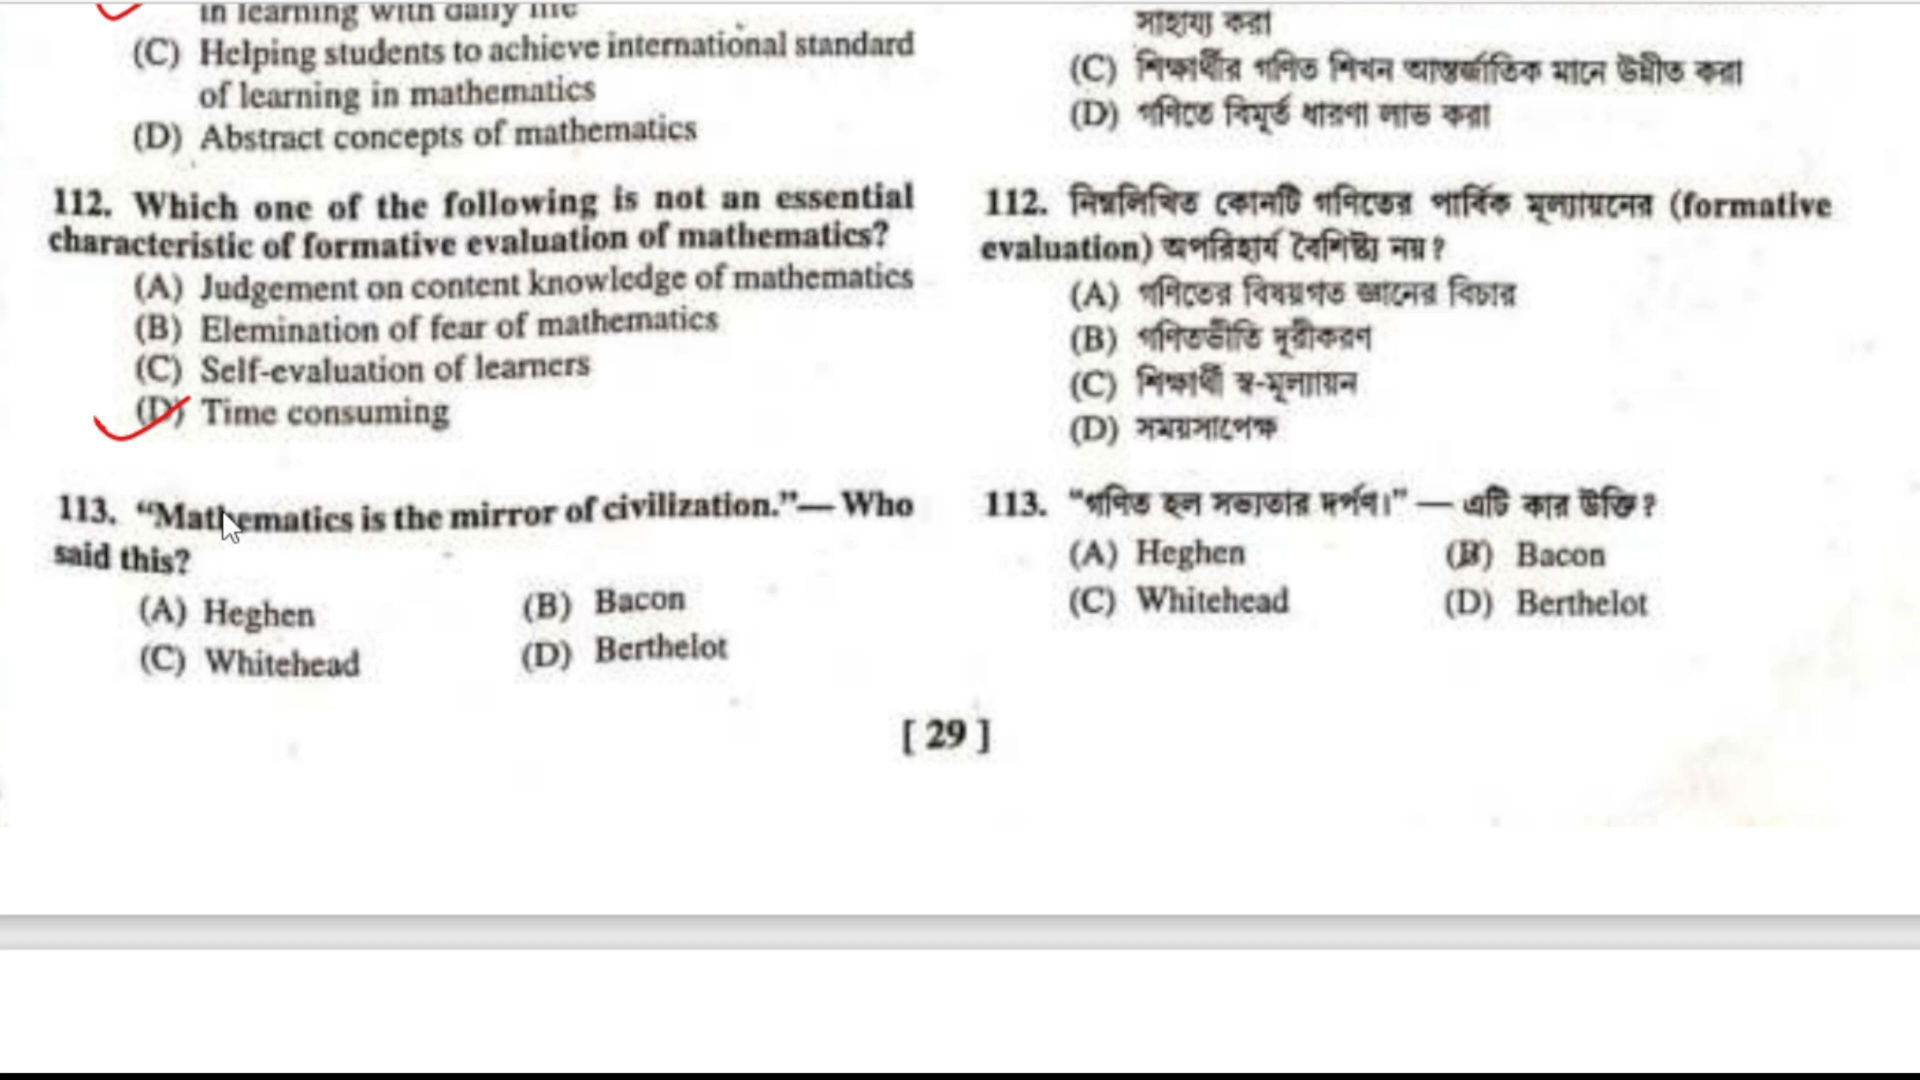 in learning with daily life
(C) Helping students to achieve international standard
of learning in mathematics
(D) Abstract concepts of mathematics
112. Which one of the following is not an essential
characteristic of formative evaluation of mathematics?
(A) Judgement on content knowledge of mathematics
(B) Elemination of fear of mathematics
(C) Self-evaluation of learners
(D) Time consuming
113. “Mathematics is the mirror of civilization.”— Who
said this?
(A) Heghen (B) Bacon
(C) Whitehead (D) Berthelot
সাহায্য করা
(C) শিক্ষার্থীর গণিত শিখন আন্তর্জাতিক মানে উন্নীত করা
(D) গণিতে বিমূর্ত ধারণা লাভ করা
112. নিম্নলিখিত কোনটি গণিতের পার্বিক মূল্যায়নের (formative
evaluation) অপরিহার্য বৈশিষ্ট্য নয় ?
(A) গণিতের বিষয়গত জ্ঞানের বিচার
(B) গণিতভীতি দূরীকরণ
(C) শিক্ষার্থী স্ব-মূল্যায়ন
(D) সময়সাপেক্ষ
113. “গণিত হল সভ্যতার দর্পণ।” — এটি কার উক্তি ?
(A) Heghen (B) Bacon
(C) Whitehead (D) Berthelot
[ 29 ]